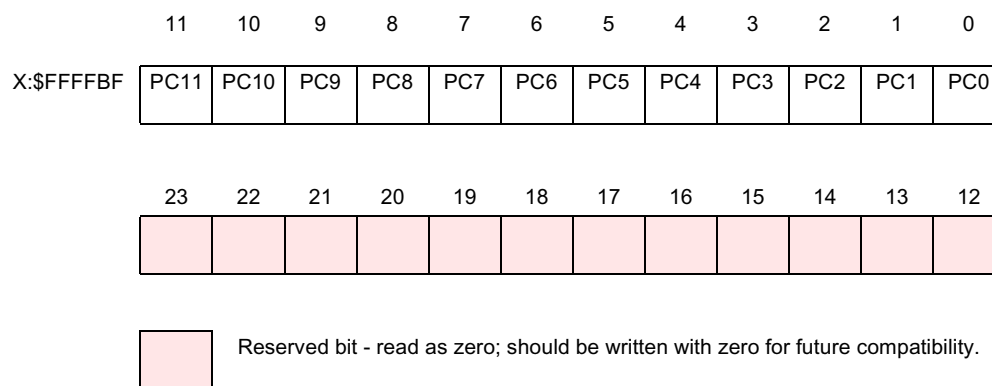 11 10 9 8 7 6 5 4 3 2 1 0
X:$FFFFBF PC11 PC10 PC9 PC8 PC7 PC6 PC5 PC4 PC3 PC2 PC1 PC0
23 22 21 20 19 18 17 16 15 14 13 12
Reserved bit - read as zero; should be written with zero for future compatibility.